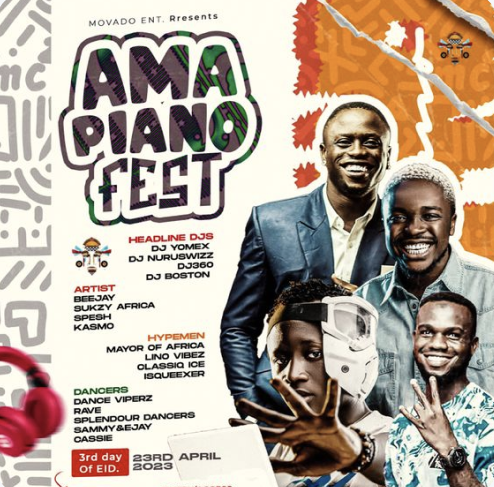 MOVADO ENT. Presents
AMA
PIANO
FEST
HEADLINE DJS
DJ YOMEX
DJ NURUSWIZZ
DJ360
DJ BOSTON
ARTIST
BEEJAY
SUKZY AFRICA
SPESH
KASMO
HYPEMEN
MAYOR OF AFRICA
LINO VIBEZ
CLASSIQ ICE
ISQUEEXER
DANCERS
DANCE VIPERZ
RAVE
SPLENDOUR DANCERS
SAMMY&EJAY
CASSIE
3rd day
Of EID.
23RD APRIL
2023